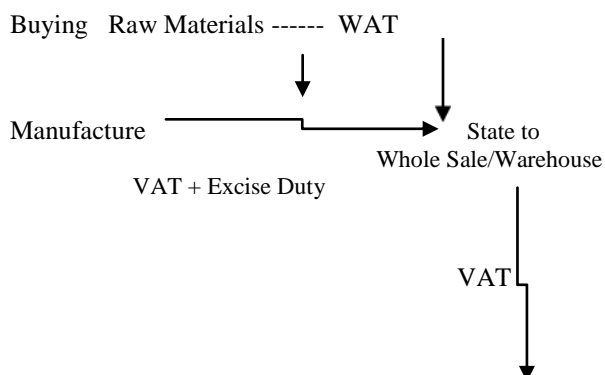 Buying Raw Materials ------ WAT
Manufacture
State to
Whole Sale/Warehouse
VAT + Excise Duty
VAT